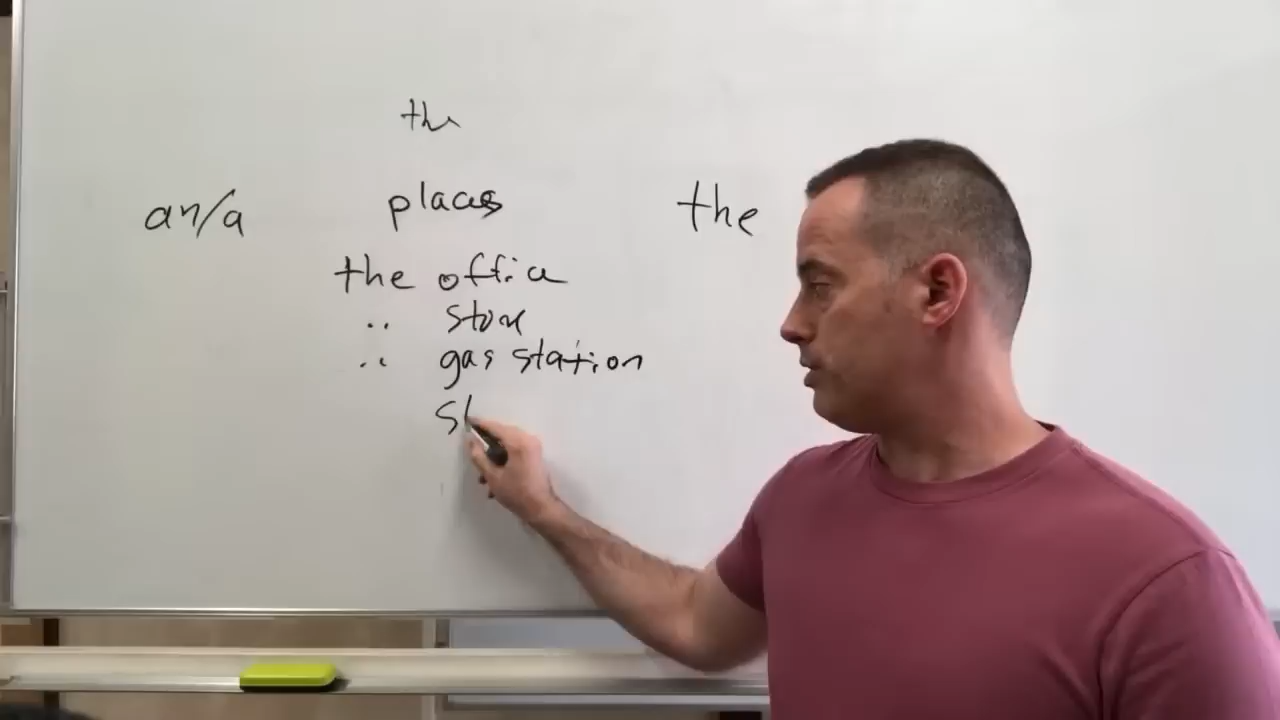 the
an/a places the
the office
.. store
.. gas station